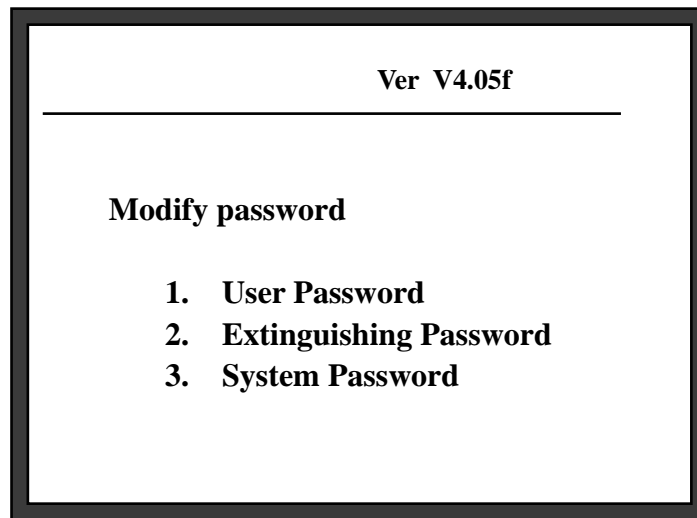 Ver V4.05f
Modify password
1. User Password
2. Extinguishing Password
3. System Password